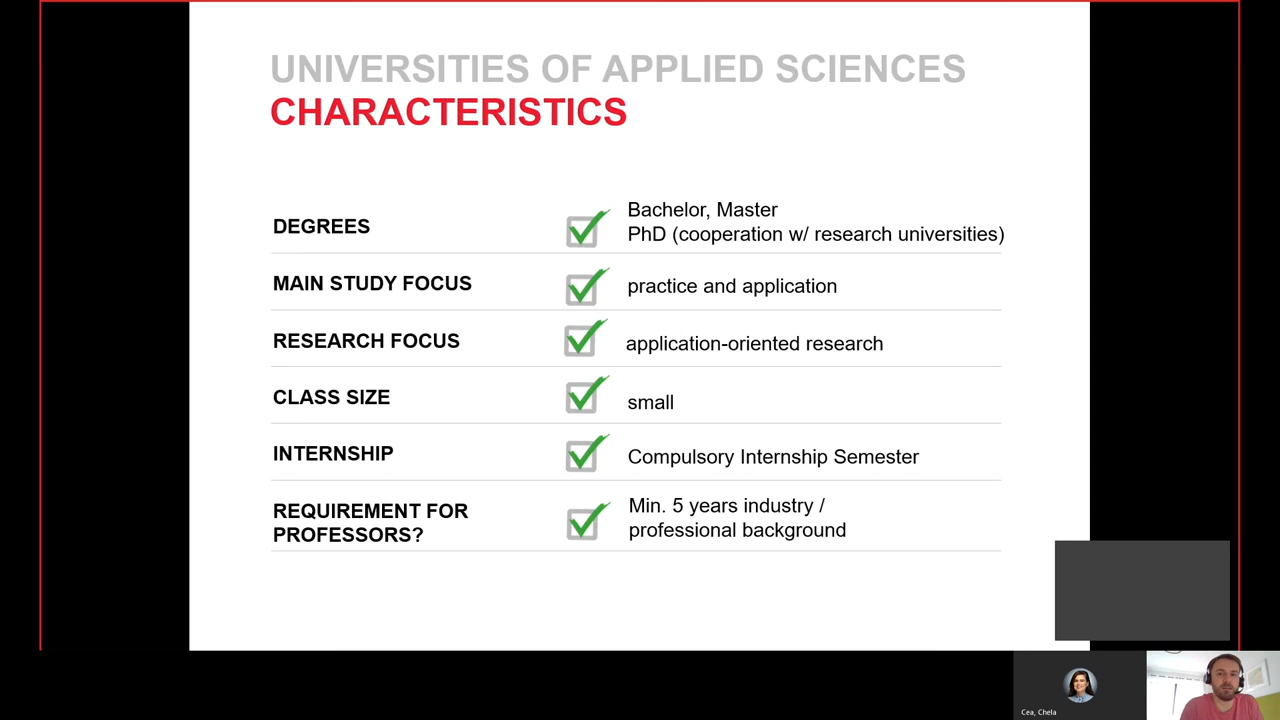 UNIVERSITIES OF APPLIED SCIENCES
CHARACTERISTICS
DEGREES
Bachelor, Master
PhD (cooperation w/ research universities)
MAIN STUDY FOCUS
practice and application
RESEARCH FOCUS
application-oriented research
CLASS SIZE
small
INTERNSHIP
Compulsory Internship Semester
REQUIREMENT FOR
PROFESSORS?
Min. 5 years industry /
professional background
Cea, Chela